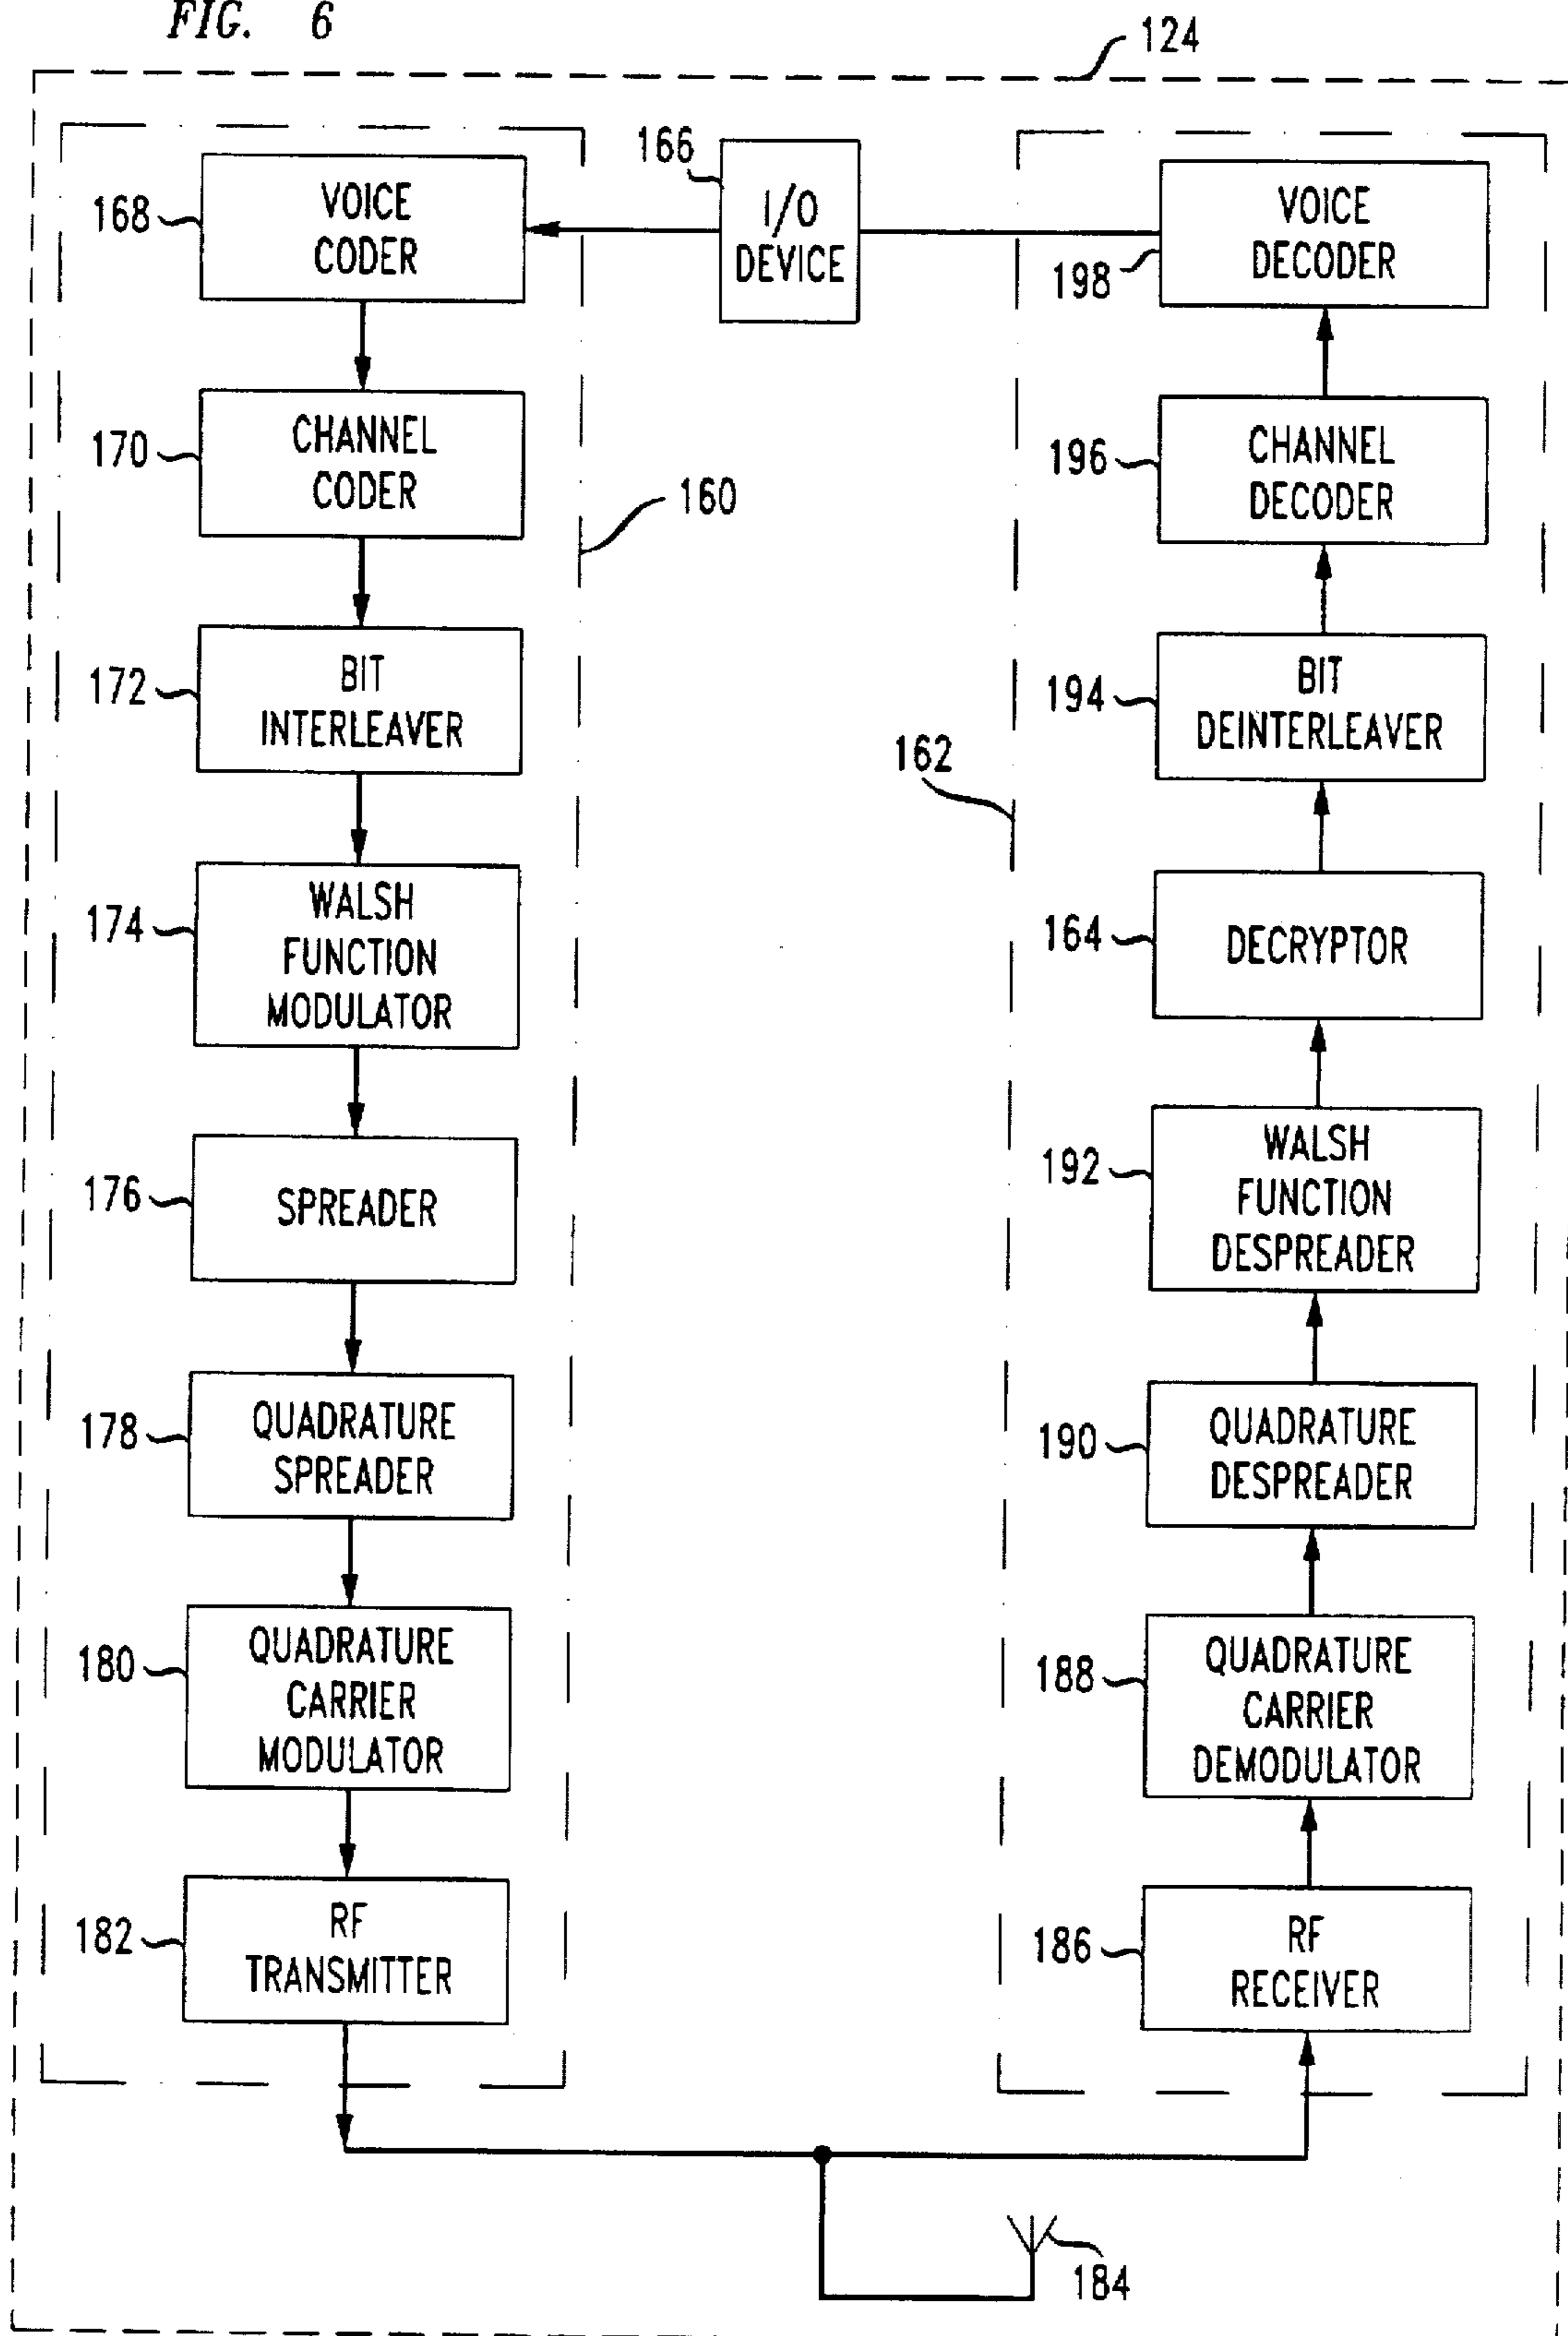 FIG. 6
124
166
I/O
DEVICE
168
VOICE
CODER
170
CHANNEL
CODER
160
172
BIT
INTERLEAVER
174
WALSH
FUNCTION
MODULATOR
176
SPREADER
178
QUADRATURE
SPREADER
180
QUADRATURE
CARRIER
MODULATOR
182
RF
TRANSMITTER
198
VOICE
DECODER
196
CHANNEL
DECODER
194
BIT
DEINTERLEAVER
162
164
DECRYPTOR
192
WALSH
FUNCTION
DESPREADER
190
QUADRATURE
DESPREADER
188
QUADRATURE
CARRIER
DEMODULATOR
186
RF
RECEIVER
184